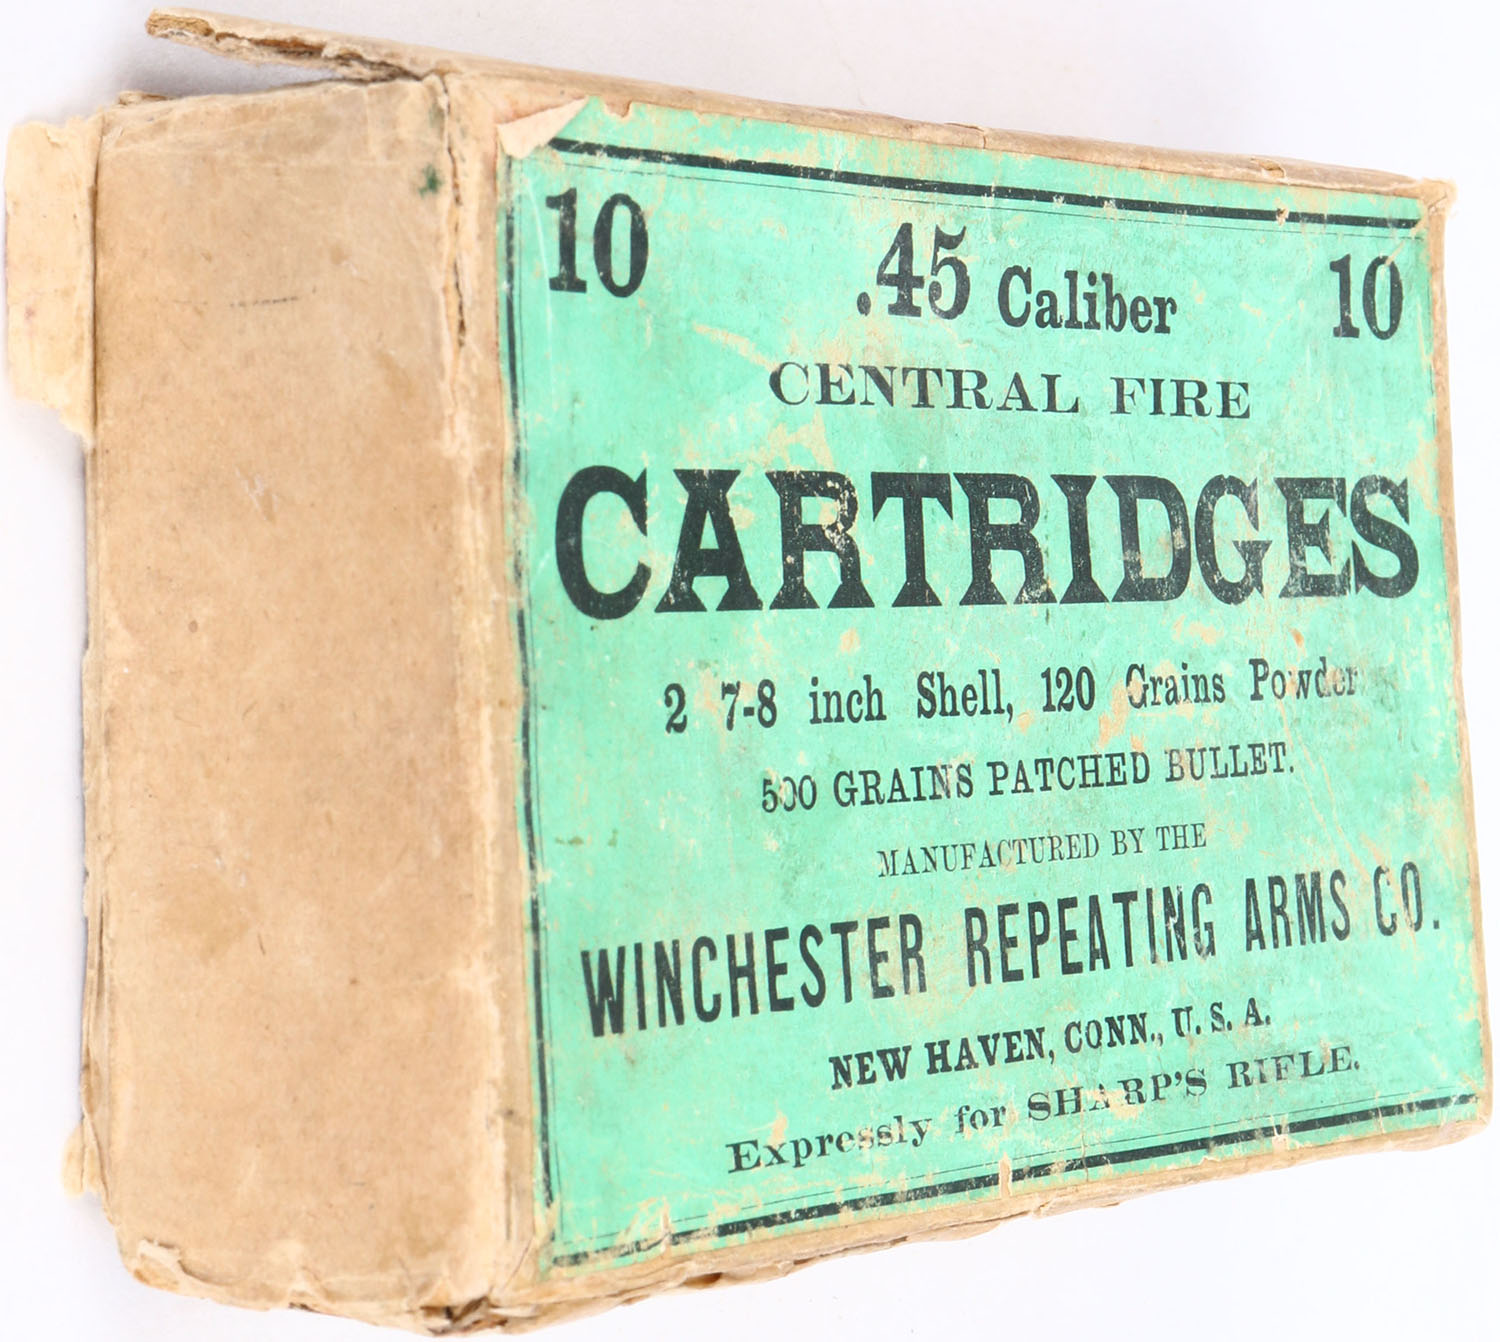 10 .45 Caliber 10
CENTRAL FIRE
CARTRIDGES
2 7-8 inch Shell, 120 Grains Powder
500 GRAINS PATCHED BULLET.
MANUFACTURED BY THE
WINCHESTER REPEATING ARMS CO.
NEW HAVEN, CONN., U. S. A.
Expressly for SHARP'S RIFLE.